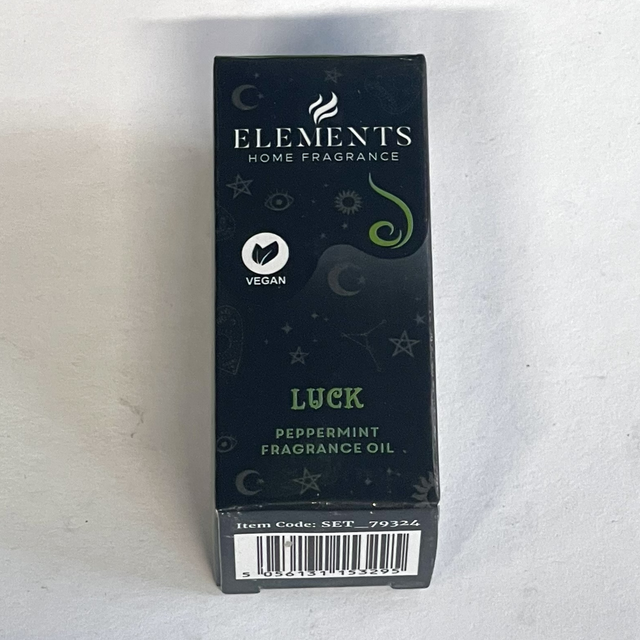 ELEMENTS
HOME FRAGRANCE
VEGAN
LUCK
PEPPERMINT
FRAGRANCE OIL
Item Code: SET_79324
5 056131 153295